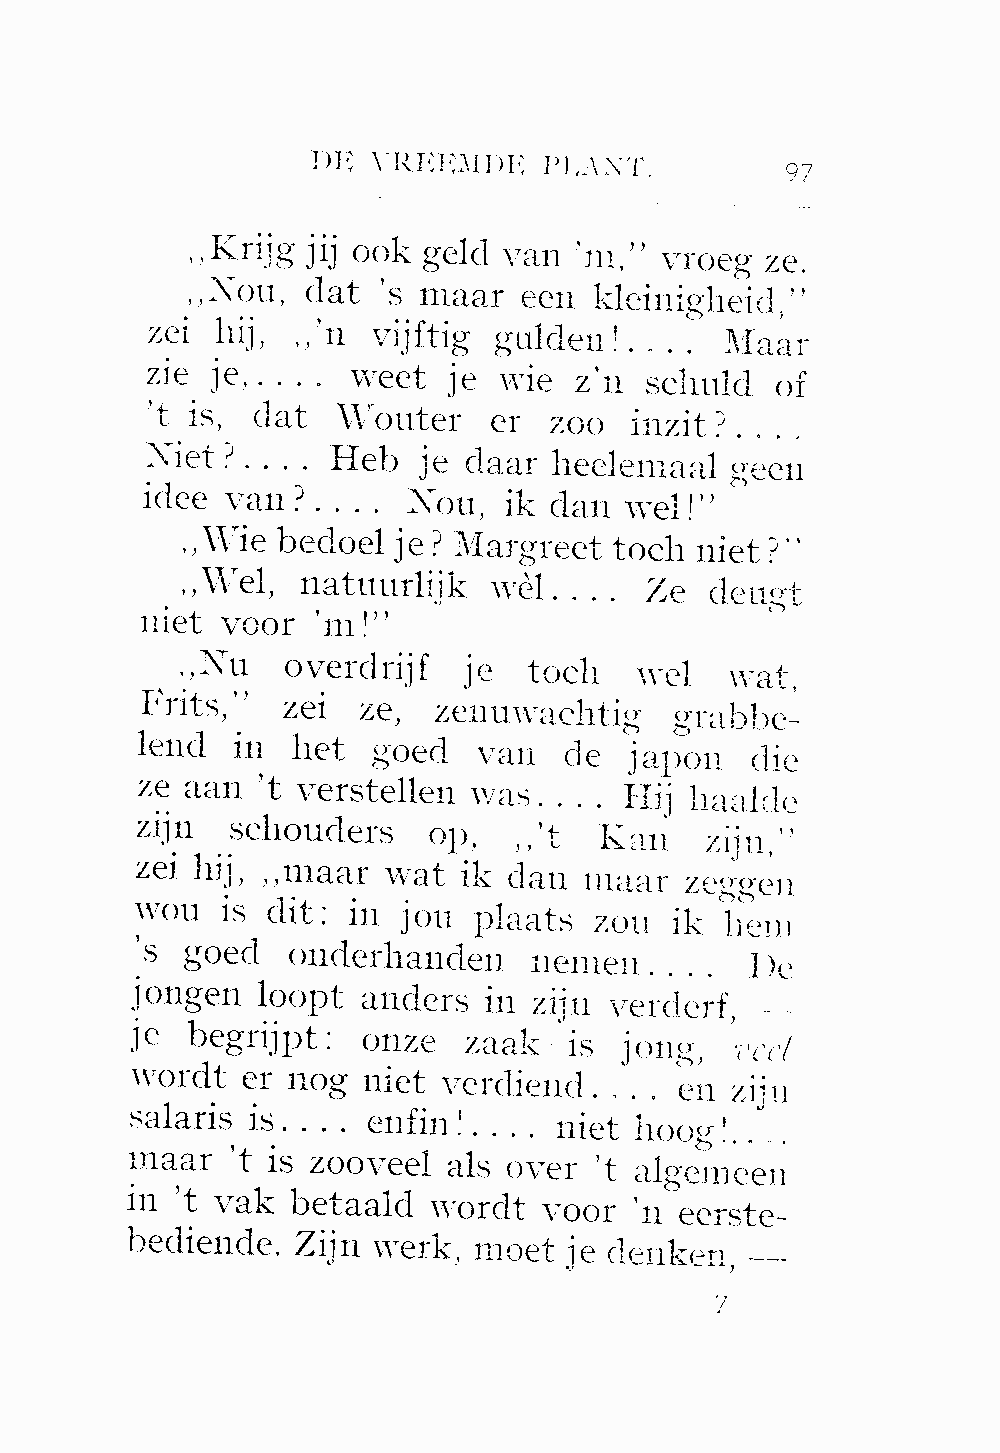 DE VREEMDE PLANT. 97
,,Krijg jij ook geld van 'm,” vroeg ze.
,,Nou, dat 's maar een kleinigheid,”
zei hij, ,,'n vijftig gulden!.... Maar
zie je,.... weet je wie z'n schuld of
't is, dat Wouter er zoo inzit?....
Niet?.... Heb je daar heelemaal geen
idee van?.... Nou, ik dan wel!”
,,Wie bedoel je? Margreet toch niet?”
,,Wel, natuurlijk wèl.... Ze deugt
niet voor 'm!”
,,Nu overdrijf je toch wel wat,
Frits,” zei ze, zenuwachtig grabbe-
lend in het goed van de japon die
ze aan 't verstellen was.... Hij haalde
zijn schouders op, ,,'t Kan zijn,”
zei hij, ,,maar wat ik dan maar zeggen
wou is dit: in jou plaats zou ik hem
's goed onderhanden nemen.... De
jongen loopt anders in zijn verderf, —
je begrijpt: onze zaak is jong, veel
wordt er nog niet verdiend.... en zijn
salaris is.... enfin!.... niet hoog!....
maar 't is zooveel als over 't algemeen
in 't vak betaald wordt voor 'n eerste-
bediende. Zijn werk, moet je denken, —
7